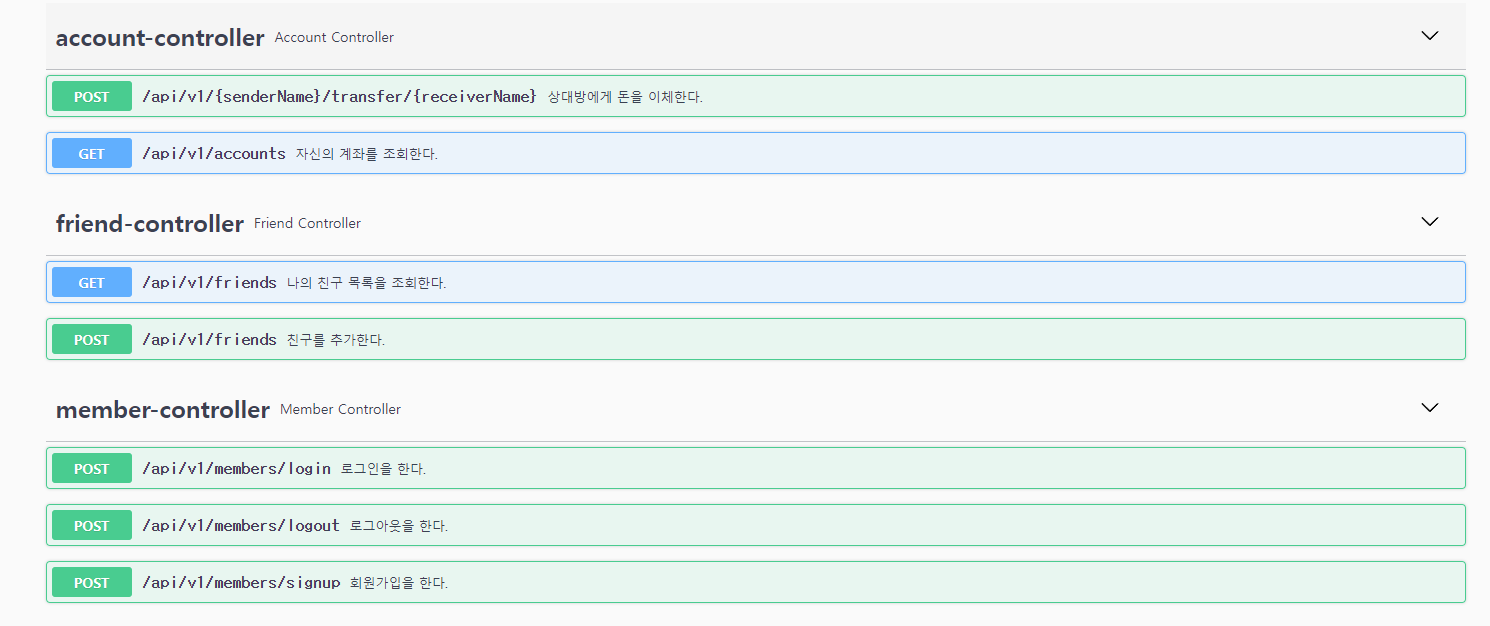 account-controller Account Controller
POST /api/v1/{senderName}/transfer/{receiverName} 상대방에게 돈을 이체한다.
GET /api/v1/accounts 자신의 계좌를 조회한다.
friend-controller Friend Controller
GET /api/v1/friends 나의 친구 목록을 조회한다.
POST /api/v1/friends 친구를 추가한다.
member-controller Member Controller
POST /api/v1/members/login 로그인을 한다.
POST /api/v1/members/logout 로그아웃을 한다.
POST /api/v1/members/signup 회원가입을 한다.